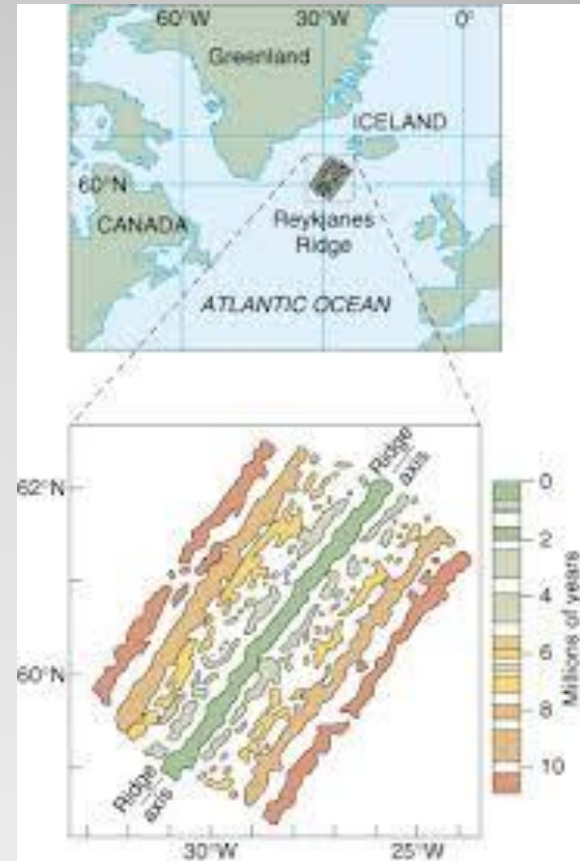 60°W 30°W 0°
Greenland
ICELAND
60°N
CANADA
Reykjanes
Ridge
ATLANTIC OCEAN
Ridge
axis
62°N
60°N
Ridge
axis
30°W 25°W
0
2
4
6
8
10
Millions of years